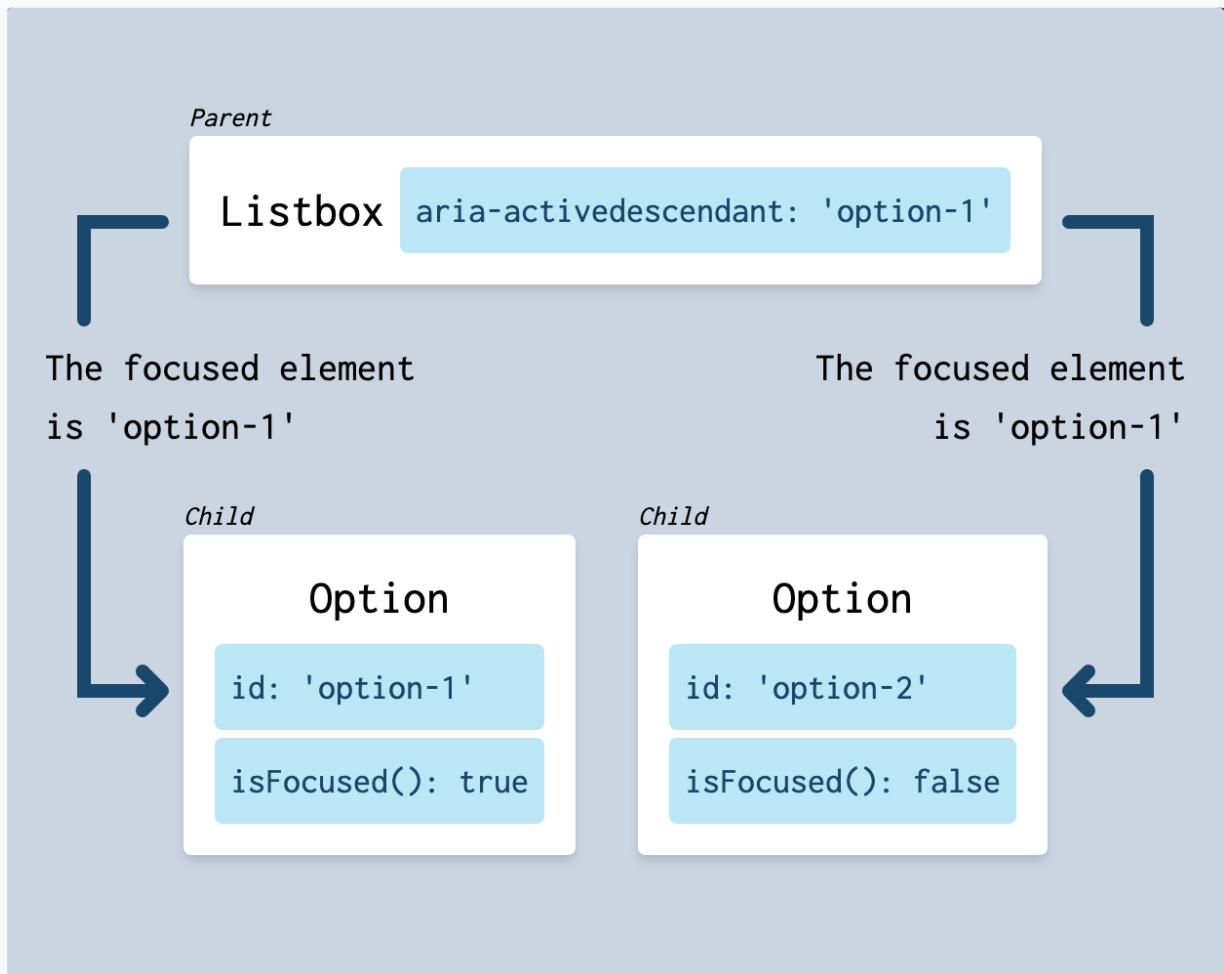 Parent
Listbox aria-activedescendant: 'option-1'
The focused element
is 'option-1'
The focused element
is 'option-1'
Child
Option
id: 'option-1'
isFocused(): true
Child
Option
id: 'option-2'
isFocused(): false